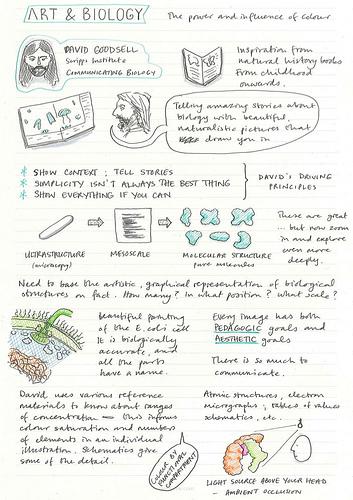 ART & BIOLOGY
The power and influence of colour
DAVID GOODSELL
Scripps Institute
COMMUNICATING BIOLOGY
Inspiration from
natural history books
from childhood
onwards.
Telling amazing stories about
biology with beautiful,
naturalistic pictures that
draw you in
* SHOW CONTEXT; TELL STORIES
* SIMPLICITY ISN'T ALWAYS THE BEST THING
* SHOW EVERYTHING IF YOU CAN
DAVID'S DRIVING
PRINCIPLES
ULTRASTRUCTURE
(microscopy)
MESOSCALE
MOLECULAR STRUCTURE
pure molecules
These are great
... but now zoom
in and explore
even more
deeply.
Need to base the artistic, graphical representation of biological
structures on fact. How many? In what position? What scale?
Beautiful painting
of the E.coli cell
It is biologically
accurate, and
all the parts
have a name.
Every image has both
PEDAGOGIC goals and
AESTHETIC goals
There is so much to
communicate.
David uses various reference
materials to know about ranges
of concentration — this informs
colour saturation and numbers
of elements in an individual
illustration. Schematics give
some of the detail.
Atomic structures, electron
micrographs, tables of values
schematics, etc.
COLOUR BY
FUNCTIONAL
COMPARTMENT
LIGHT SOURCE ABOVE YOUR HEAD
- AMBIENT OCCLUSION